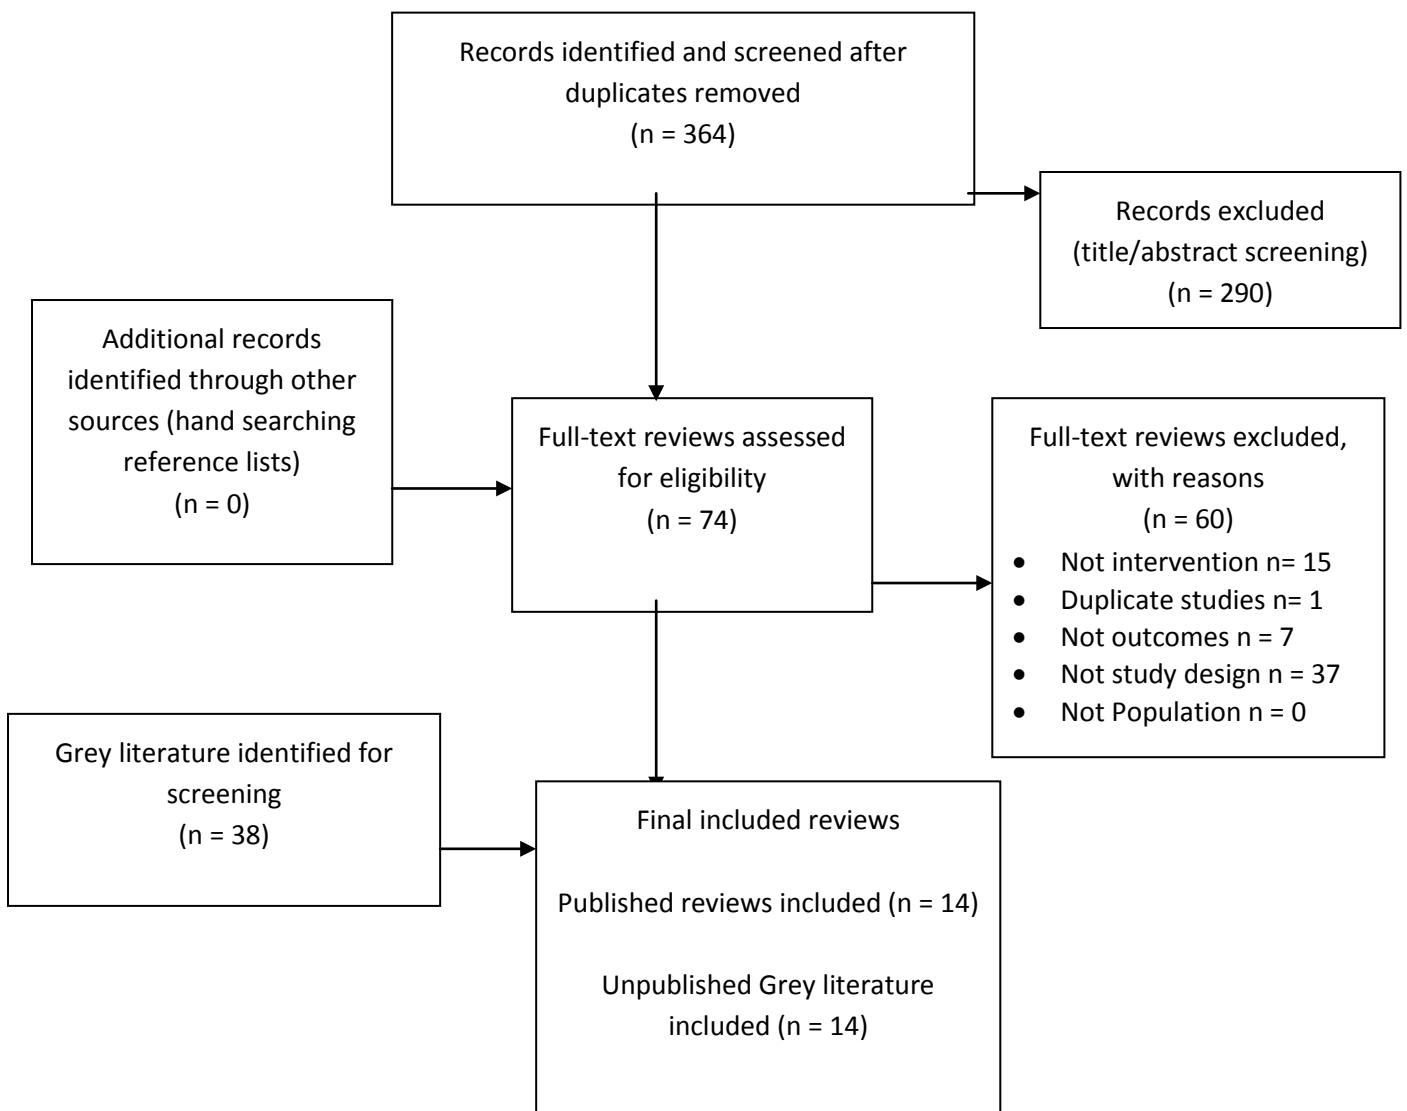 Records identified and screened after
duplicates removed
(n = 364)
Records excluded
(title/abstract screening)
(n = 290)
Additional records
identified through other
sources (hand searching
reference lists)
(n = 0)
Full-text reviews assessed
for eligibility
(n = 74)
Full-text reviews excluded,
with reasons
(n = 60)
• Not intervention n= 15
• Duplicate studies n= 1
• Not outcomes n = 7
• Not study design n = 37
• Not Population n = 0
Grey literature identified for
screening
(n = 38)
Final included reviews
Published reviews included (n = 14)
Unpublished Grey literature
included (n = 14)